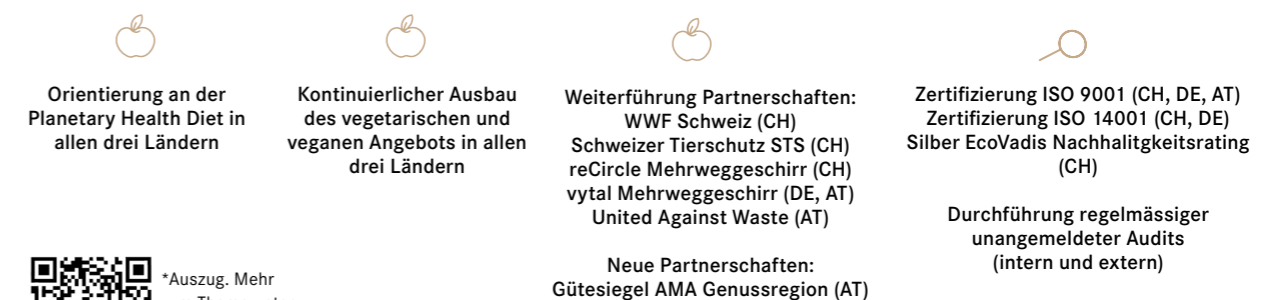 Orientierung an der
Planetary Health Diet in
allen drei Ländern
Kontinuierlicher Ausbau
des vegetarischen und
veganen Angebots in allen
drei Ländern
Weiterführung Partnerschaften:
WWF Schweiz (CH)
Schweizer Tierschutz STS (CH)
reCircle Mehrweggeschirr (CH)
vytal Mehrweggeschirr (DE, AT)
United Against Waste (AT)
Neue Partnerschaften:
Gütesiegel AMA Genussregion (AT)
Zertifizierung ISO 9001 (CH, DE, AT)
Zertifizierung ISO 14001 (CH, DE)
Silber EcoVadis Nachhalitgkeitsrating
(CH)
Durchführung regelmässiger
unangemeldeter Audits
(intern und extern)
*Auszug. Mehr